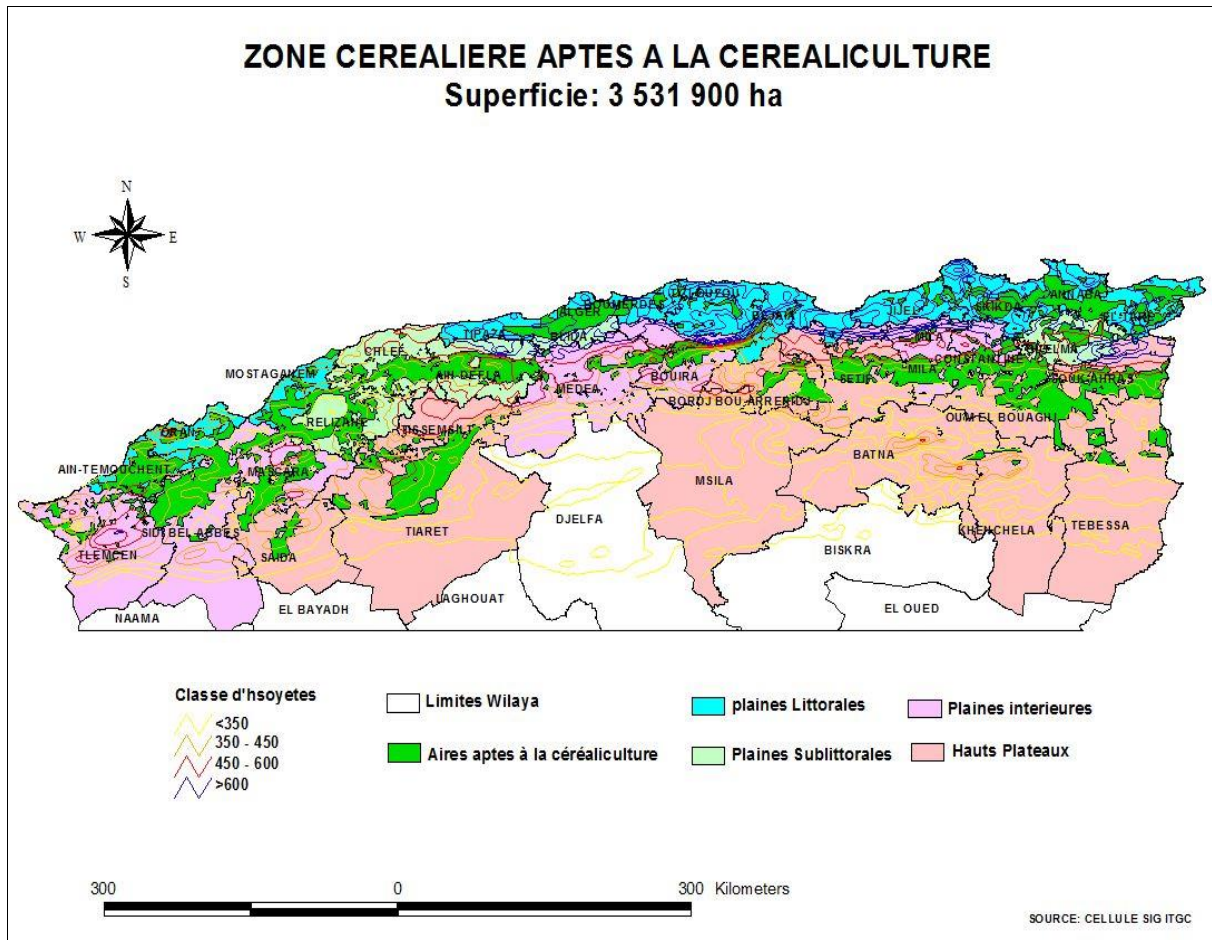 ZONE CEREALIERE APTES A LA CEREALICULTURE
Superficie: 3 531 900 ha
N
W E
S
TIZI OUZOU
BOUMERDES
ALGER
BEJAIA
JIJEL
SKIKDA
ANNABA
EL TARF
TIPAZA
BLIDA
MILA
CONSTANTINE
GUELMA
CHLEF
MOSTAGANEM
AIN-DEFLA
MEDEA
BOUIRA
SETIF
MILA
SOUK-AHRAS
RELIZANE
TISSEMSILT
BORDJ BOU-ARRERIDJ
OUM EL BOUAGHI
ORAN
AIN-TEMOUCHENT
MASCARA
BATNA
MSILA
SIDI BEL ABBES
TLEMCEN
SAIDA
TIARET
DJELFA
BISKRA
KHENCHELA
TEBESSA
NAAMA
EL BAYADH
LAGHOUAT
EL OUED
Classe d'hsoyetes
<350
350 - 450
450 - 600
>600
Limites Wilaya
Aires aptes à la céréaliculture
plaines Littorales
Plaines Sublittorales
Plaines interieures
Hauts Plateaux
300 0 300 Kilometers
SOURCE: CELLULE SIG ITGC